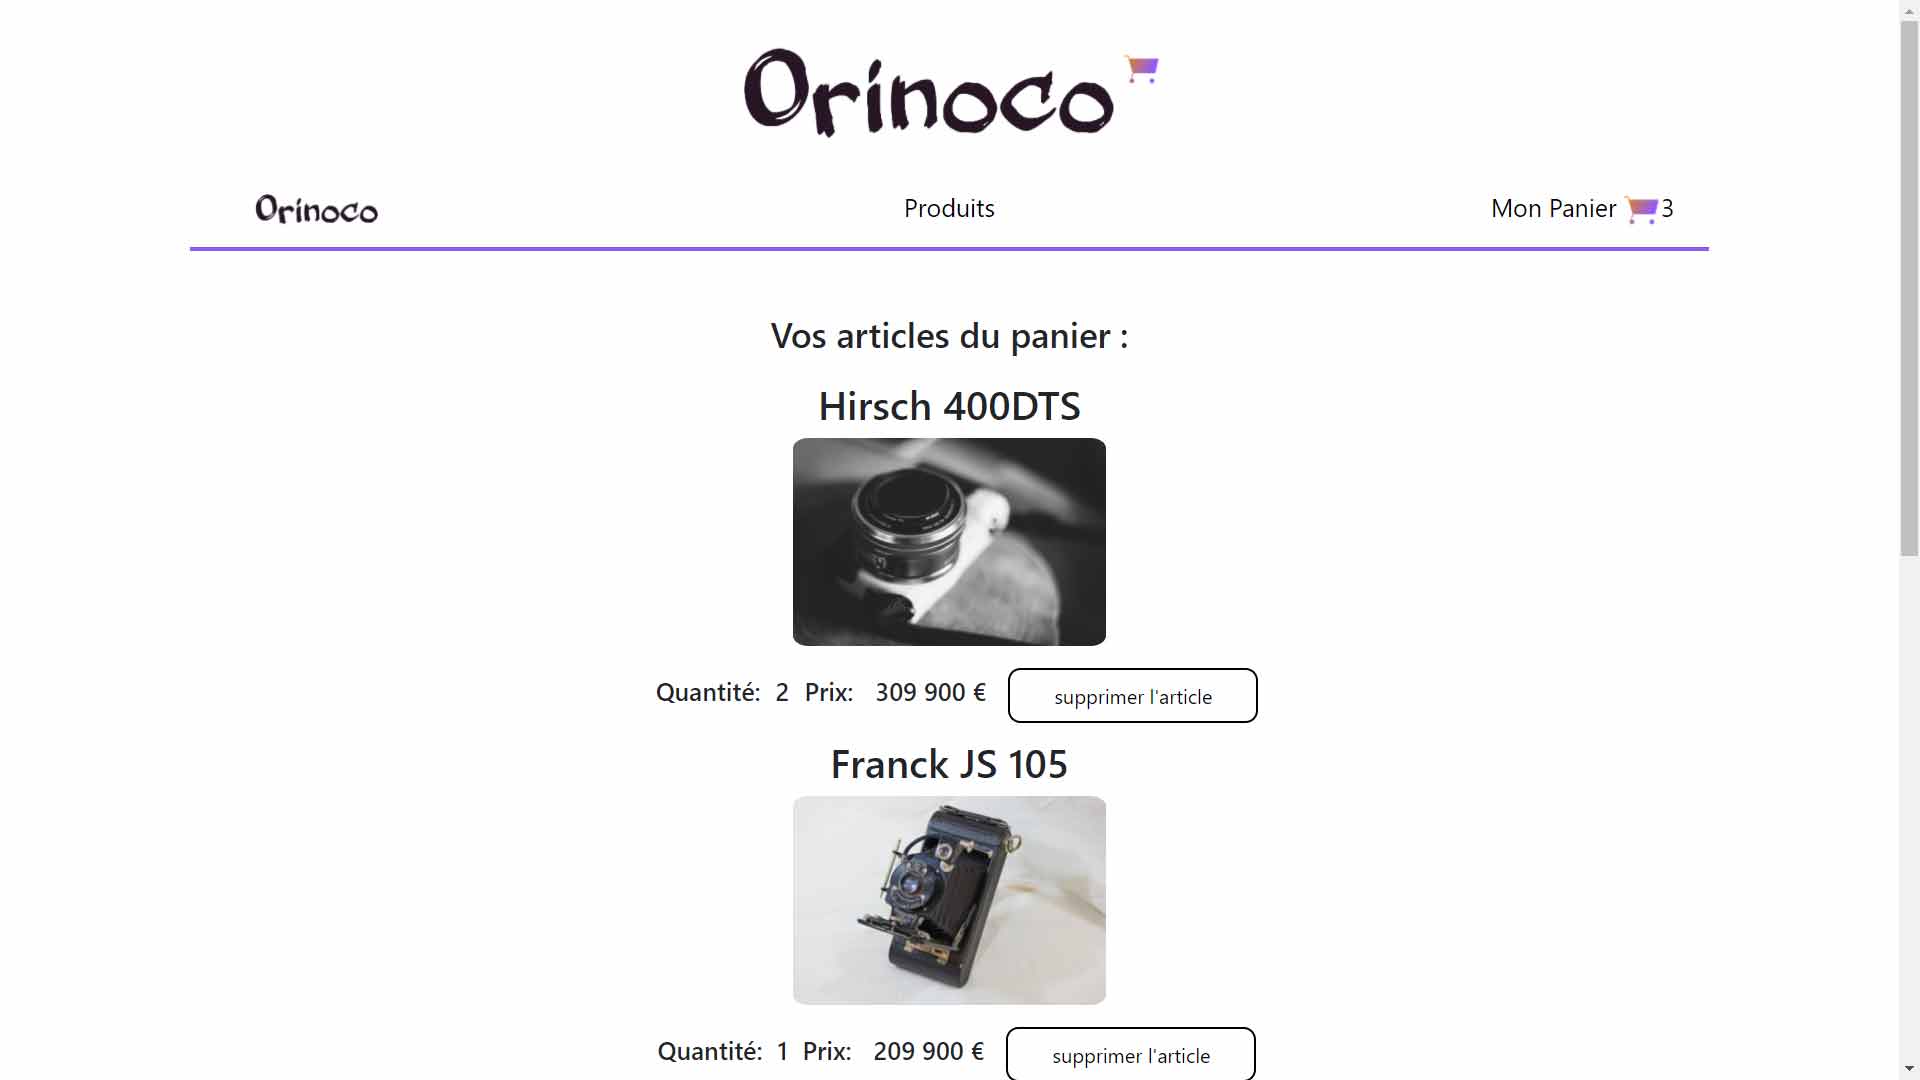 Orinoco
Orinoco Produits Mon Panier 3
Vos articles du panier :
Hirsch 400DTS
Quantité: 2 Prix: 309 900 € supprimer l'article
Franck JS 105
Quantité: 1 Prix: 209 900 € supprimer l'article